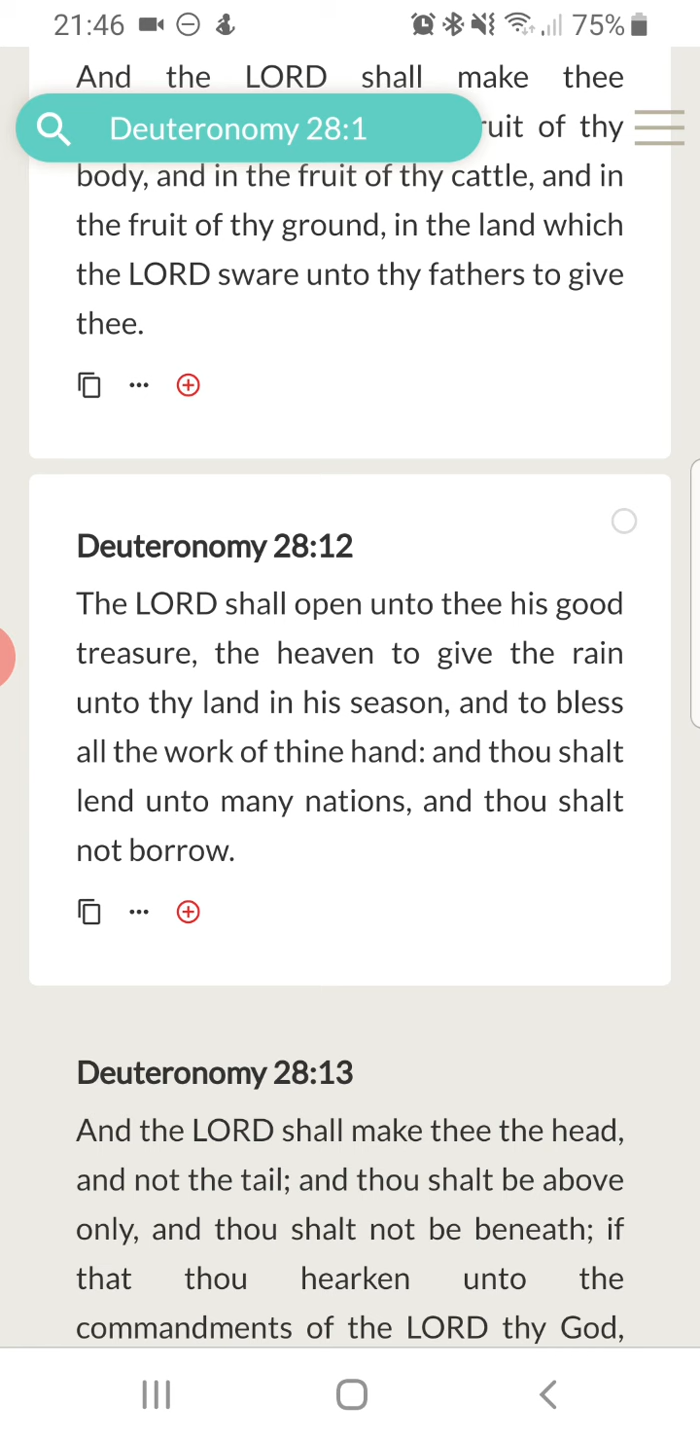 21:46
75%
And the LORD shall make thee
Deuteronomy 28:1
of thy
body, and in the fruit of thy cattle, and in
the fruit of thy ground, in the land which
the LORD sware unto thy fathers to give
thee.
Deuteronomy 28:12
The LORD shall open unto thee his good
treasure, the heaven to give the rain
unto thy land in his season, and to bless
all the work of thine hand: and thou shalt
lend unto many nations, and thou shalt
not borrow.
Deuteronomy 28:13
And the LORD shall make thee the head,
and not the tail; and thou shalt be above
only, and thou shalt not be beneath; if
that thou hearken unto the
commandments of the LORD thy God,